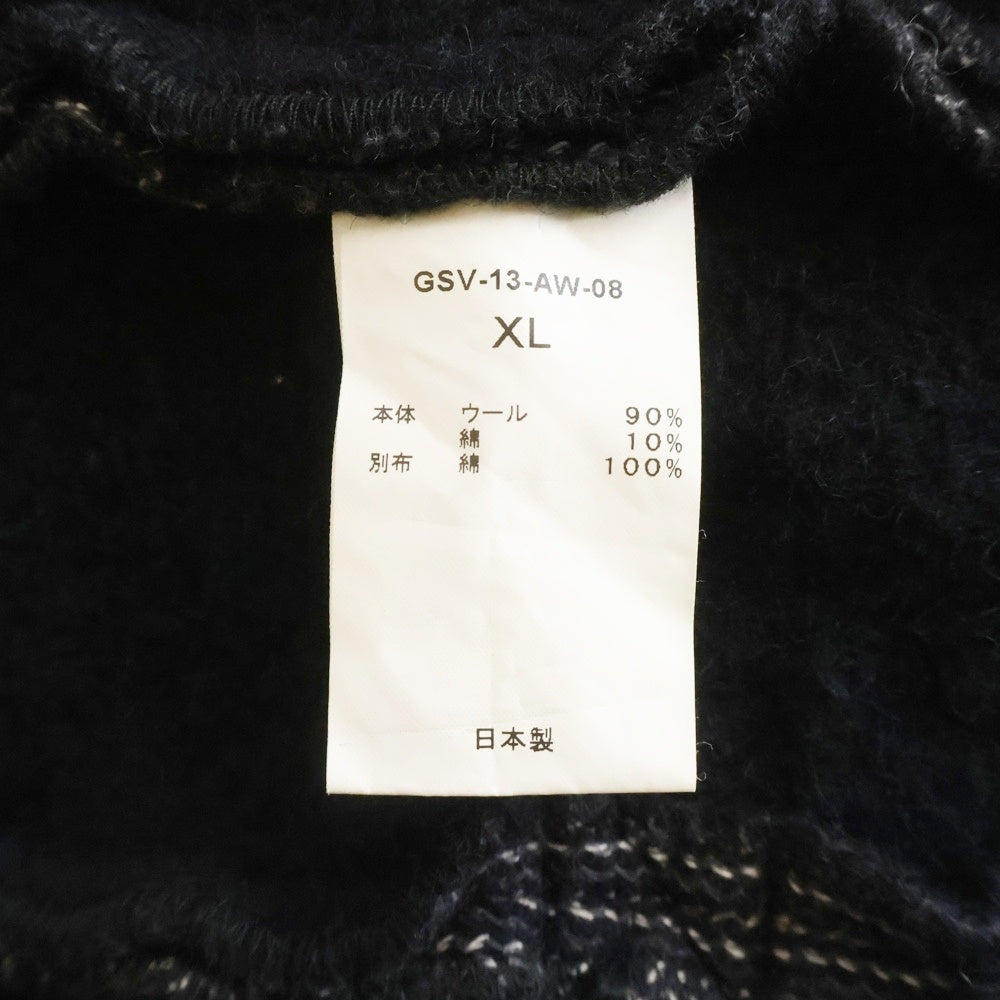 GSV-13-AW-08
XL
本体 ウール 90%
綿 10%
別布 綿 100%
日本製